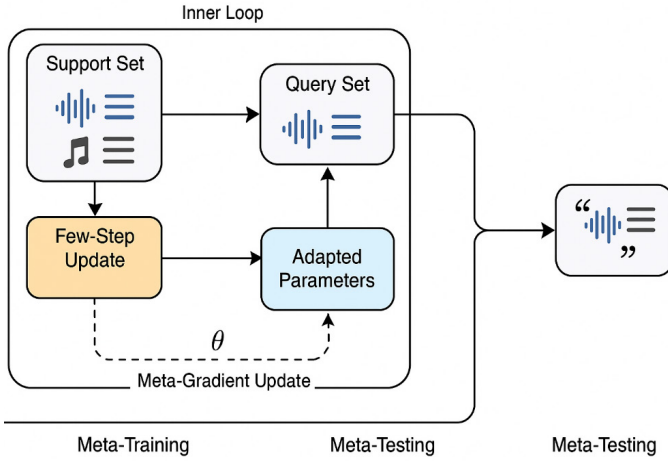 Inner Loop
Support Set
Query Set
Few-Step
Update
Adapted
Parameters
“
”
θ
Meta-Gradient Update
Meta-Training
Meta-Testing
Meta-Testing